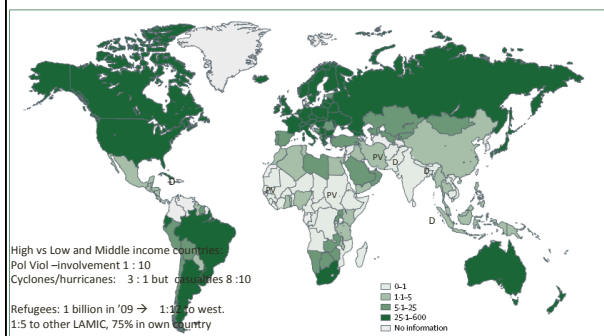 D
PV
PV
PV
D
D
D
High vs Low and Middle income countries:
Pol Viol –involvement 1 : 10
Cyclones/hurricanes: 3 : 1 but casualties 8 :10
Refugees: 1 billion in '09 → 1:12 to west.
1:5 to other LAMIC, 75% in own country
0–1
1·1–5
5·1–25
25·1–600
No information